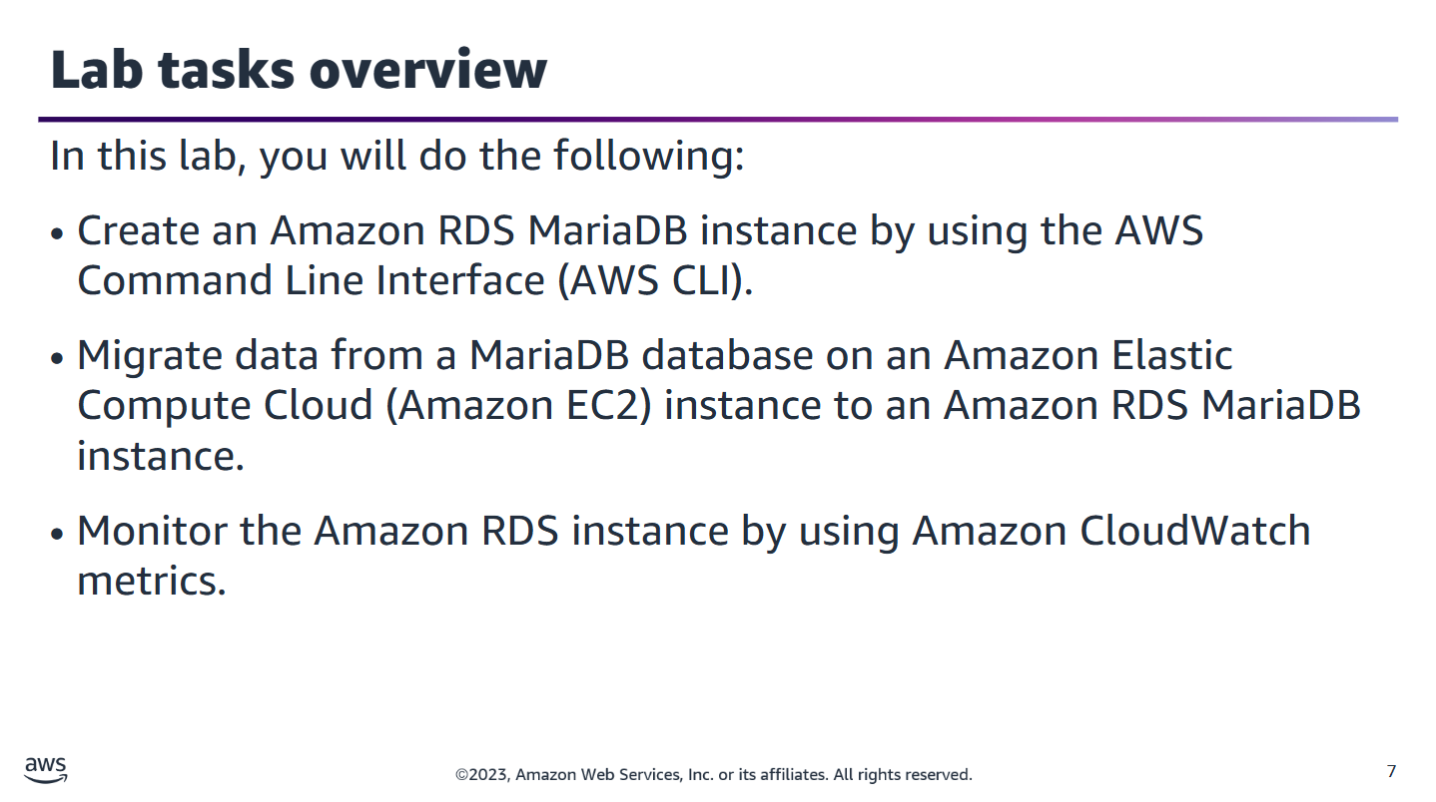 Lab tasks overview
In this lab, you will do the following:
• Create an Amazon RDS MariaDB instance by using the AWS
Command Line Interface (AWS CLI).
• Migrate data from a MariaDB database on an Amazon Elastic
Compute Cloud (Amazon EC2) instance to an Amazon RDS MariaDB
instance.
• Monitor the Amazon RDS instance by using Amazon CloudWatch
metrics.
aws
©2023, Amazon Web Services, Inc. or its affiliates. All rights reserved.
7